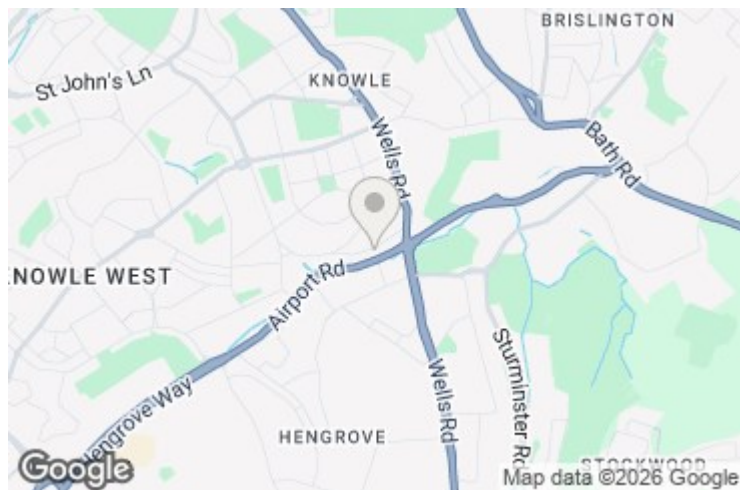 BRISLINGTON
St John's Ln
KNOWLE
Wells Rd
Bath Rd
KNOWLE WEST
Airport Rd
Sturminster Rd
Wells Rd
Hengrove Way
HENGROVE
STOCKWOOD
Google
Map data ©2026 Google